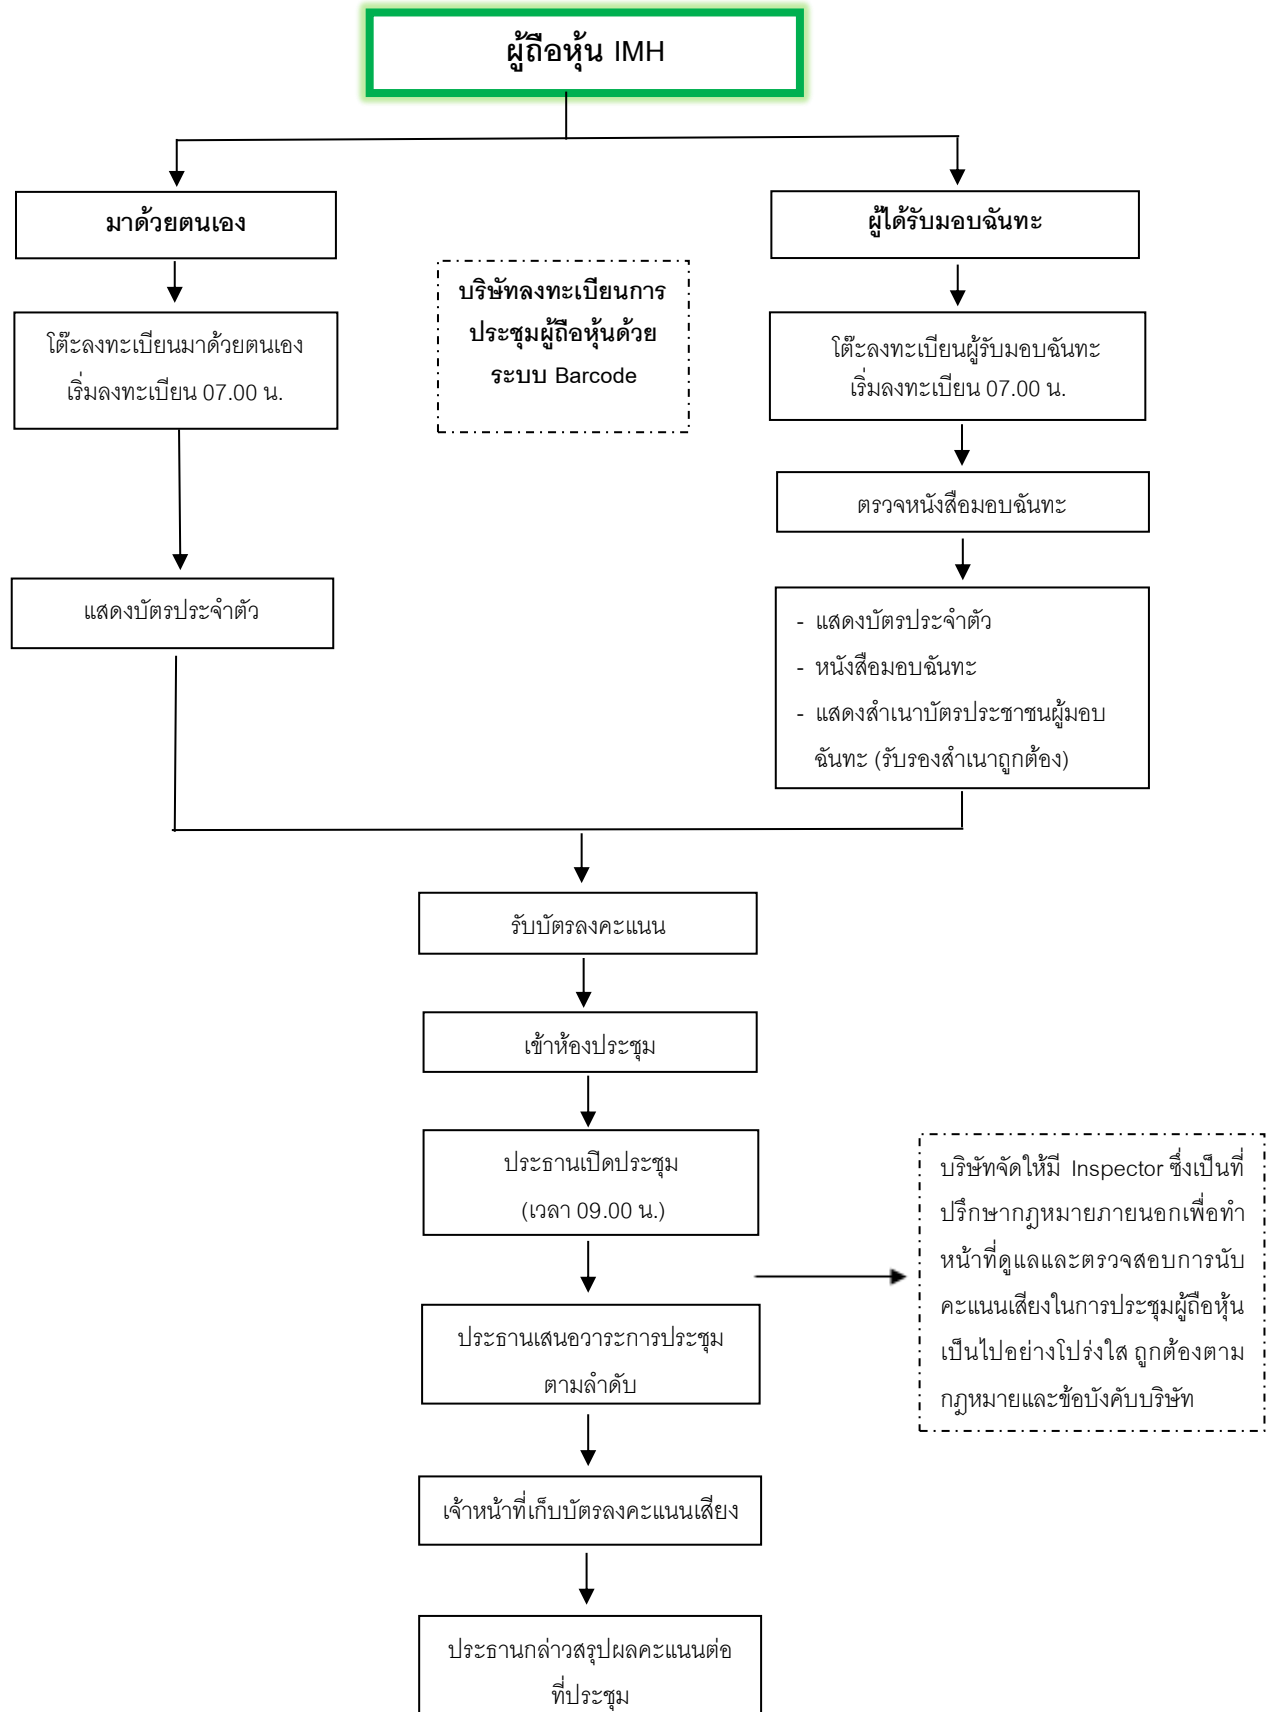 ผู้ถือหุ้น IMH
มาด้วยตนเอง
ผู้ได้รับมอบฉันทะ
บริษัทลงทะเบียนการ
ประชุมผู้ถือหุ้นด้วย
ระบบ Barcode
โต๊ะลงทะเบียนมาด้วยตนเอง
เริ่มลงทะเบียน 07.00 น.
โต๊ะลงทะเบียนผู้รับมอบฉันทะ
เริ่มลงทะเบียน 07.00 น.
ตรวจหนังสือมอบฉันทะ
แสดงบัตรประจำตัว
- แสดงบัตรประจำตัว
- หนังสือมอบฉันทะ
- แสดงสำเนาบัตรประชาชนผู้มอบ
ฉันทะ (รับรองสำเนาถูกต้อง)
รับบัตรลงคะแนน
เข้าห้องประชุม
ประธานเปิดประชุม
(เวลา 09.00 น.)
บริษัทจัดให้มี Inspector ซึ่งเป็นที่
ปรึกษากฎหมายภายนอกเพื่อทำ
หน้าที่ดูแลและตรวจสอบการนับ
คะแนนเสียงในการประชุมผู้ถือหุ้น
เป็นไปอย่างโปร่งใส ถูกต้องตาม
กฎหมายและข้อบังคับบริษัท
ประธานเสนอวาระการประชุม
ตามลำดับ
เจ้าหน้าที่เก็บบัตรลงคะแนนเสียง
ประธานกล่าวสรุปผลคะแนนต่อ
ที่ประชุม